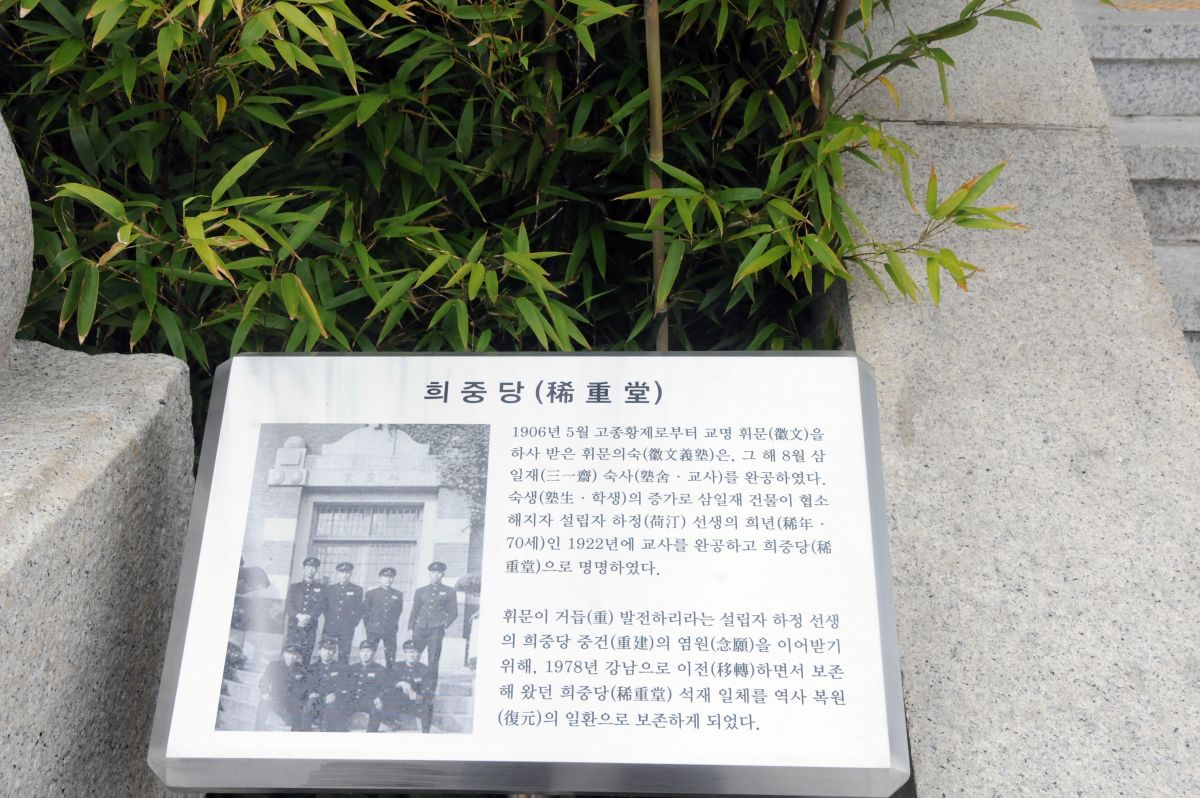 희중당(稀重堂)
1906년 5월 고종황제로부터 교명 휘문(徽文)을
하사 받은 휘문의숙(徽文義塾)은, 그 해 8월 삼
일재(三一齋) 숙사(塾舍 · 교사)를 완공하였다.
숙생(塾生 · 학생)의 증가로 삼일재 건물이 협소
해지자 설립자 하정(荷汀) 선생의 희년(稀年 ·
70세)인 1922년에 교사를 완공하고 희중당(稀
重堂)으로 명명하였다.
휘문이 거듭(重) 발전하리라는 설립자 하정 선생
의 희중당 중건(重建)의 염원(念願)을 이어받기
위해, 1978년 강남으로 이전(移轉)하면서 보존
해 왔던 희중당(稀重堂) 석재 일체를 역사 복원
(復元)의 일환으로 보존하게 되었다.